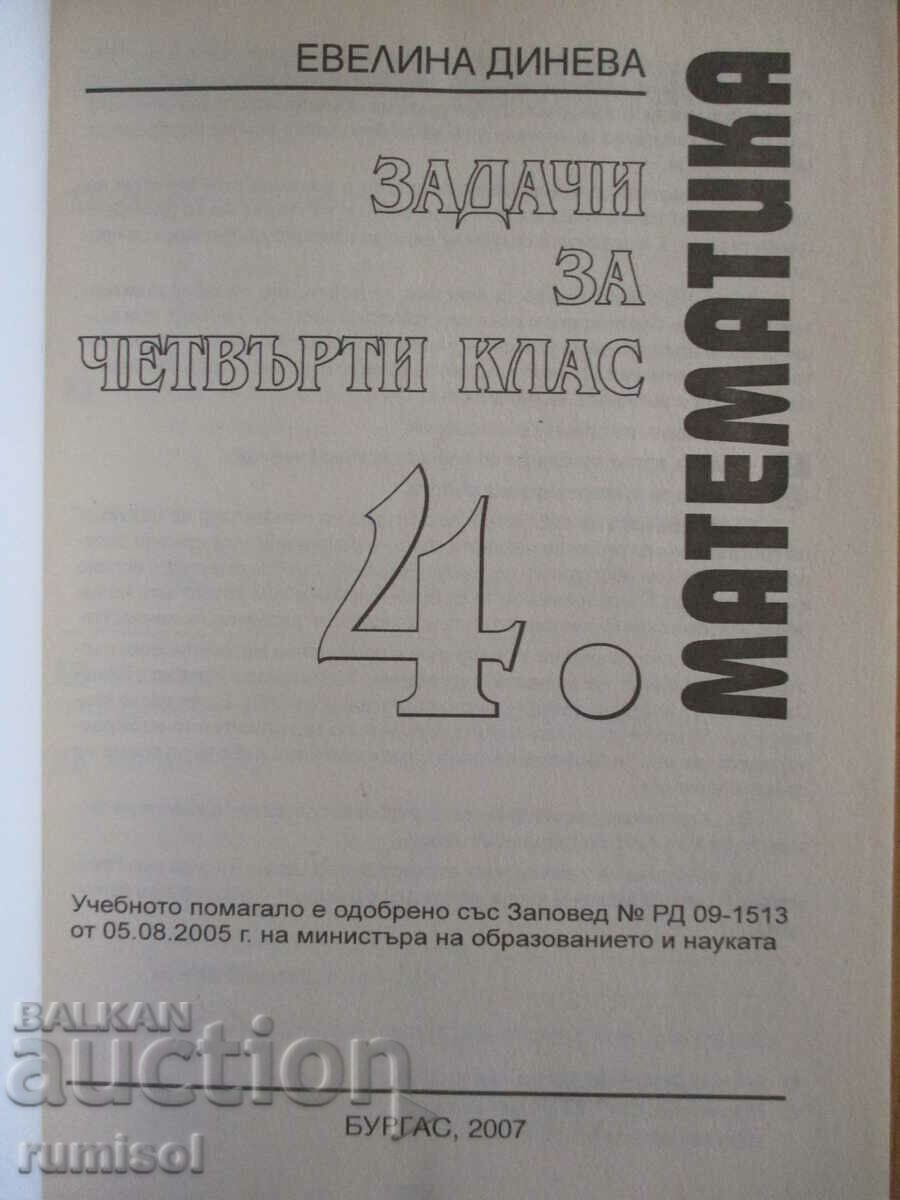 ЕВЕЛИНА ДИНЕВА
ЗАДАЧИ
ЗА
ЧЕТВЪРТИ КЛАС
4.
МАТЕМАТИКА
Учебното помагало е одобрено със Заповед № РД 09-1513
от 05.08.2005 г. на министъра на образованието и науката
БУРГАС, 2007
BALKAN
auction
rumisol